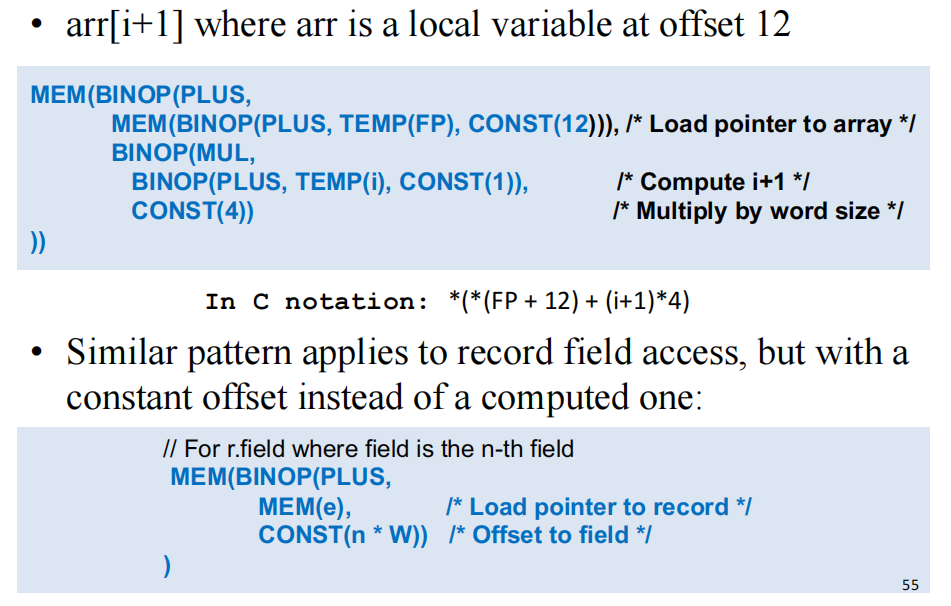 • arr[i+1] where arr is a local variable at offset 12
MEM(BINOP(PLUS,
MEM(BINOP(PLUS, TEMP(FP), CONST(12))), /* Load pointer to array */
BINOP(MUL,
BINOP(PLUS, TEMP(i), CONST(1)), /* Compute i+1 */
CONST(4)) /* Multiply by word size */
))
In C notation: *(*(FP + 12) + (i+1)*4)
• Similar pattern applies to record field access, but with a
constant offset instead of a computed one:
// For r.field where field is the n-th field
MEM(BINOP(PLUS,
MEM(e), /* Load pointer to record */
CONST(n * W)) /* Offset to field */
)
55